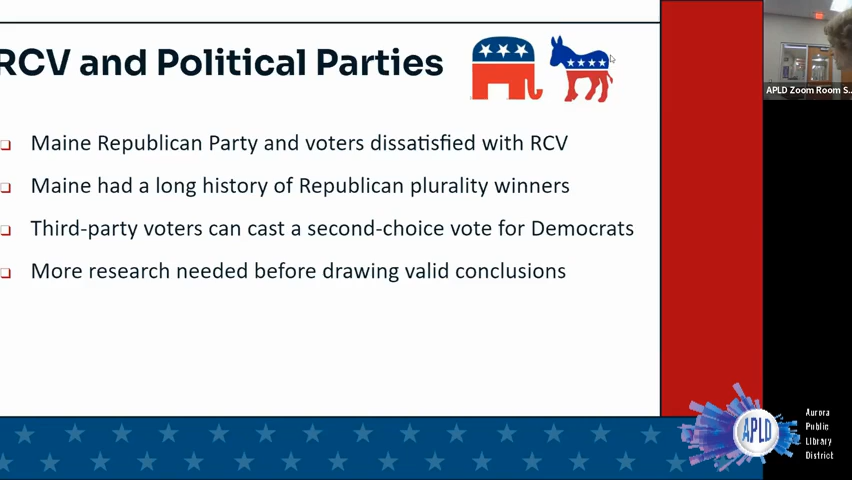 RCV and Political Parties
Maine Republican Party and voters dissatisfied with RCV
Maine had a long history of Republican plurality winners
Third-party voters can cast a second-choice vote for Democrats
More research needed before drawing valid conclusions
APLD Zoom Room S...
APLD
Aurora
Public
Library
District